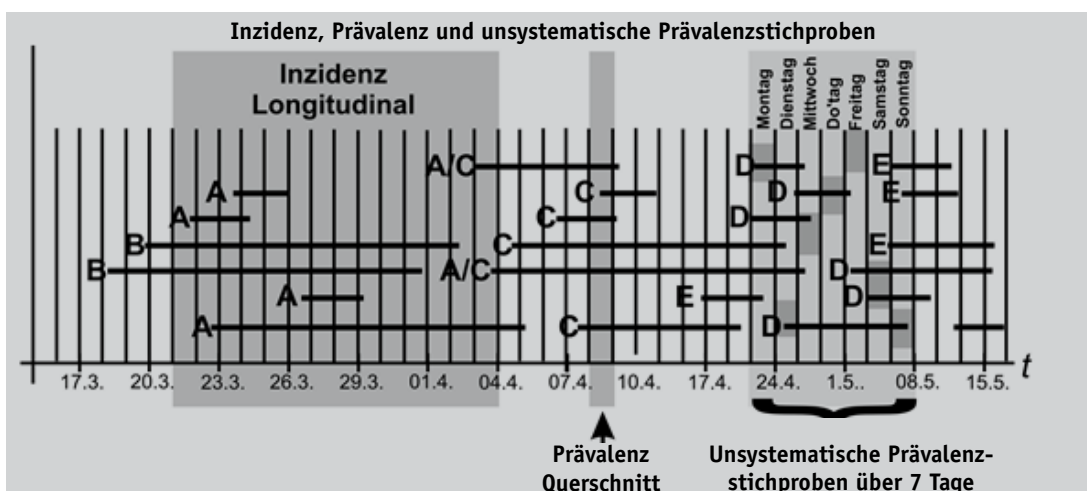 Inzidenz, Prävalenz und unsystematische Prävalenzstichproben
Inzidenz
Longitudinal
Montag
Dienstag
Mittwoch
Do'tag
Freitag
Samstag
Sonntag
A/C D E
A C D E
A C D
B C E
B A/C D
A E D
A C D
17.3. 20.3. 23.3. 26.3. 29.3. 01.4. 04.4. 07.4. 10.4. 17.4. 24.4. 1.5.. 08.5. 15.5. t
Prävalenz
Querschnitt
Unsystematische Prävalenz-
stichproben über 7 Tage